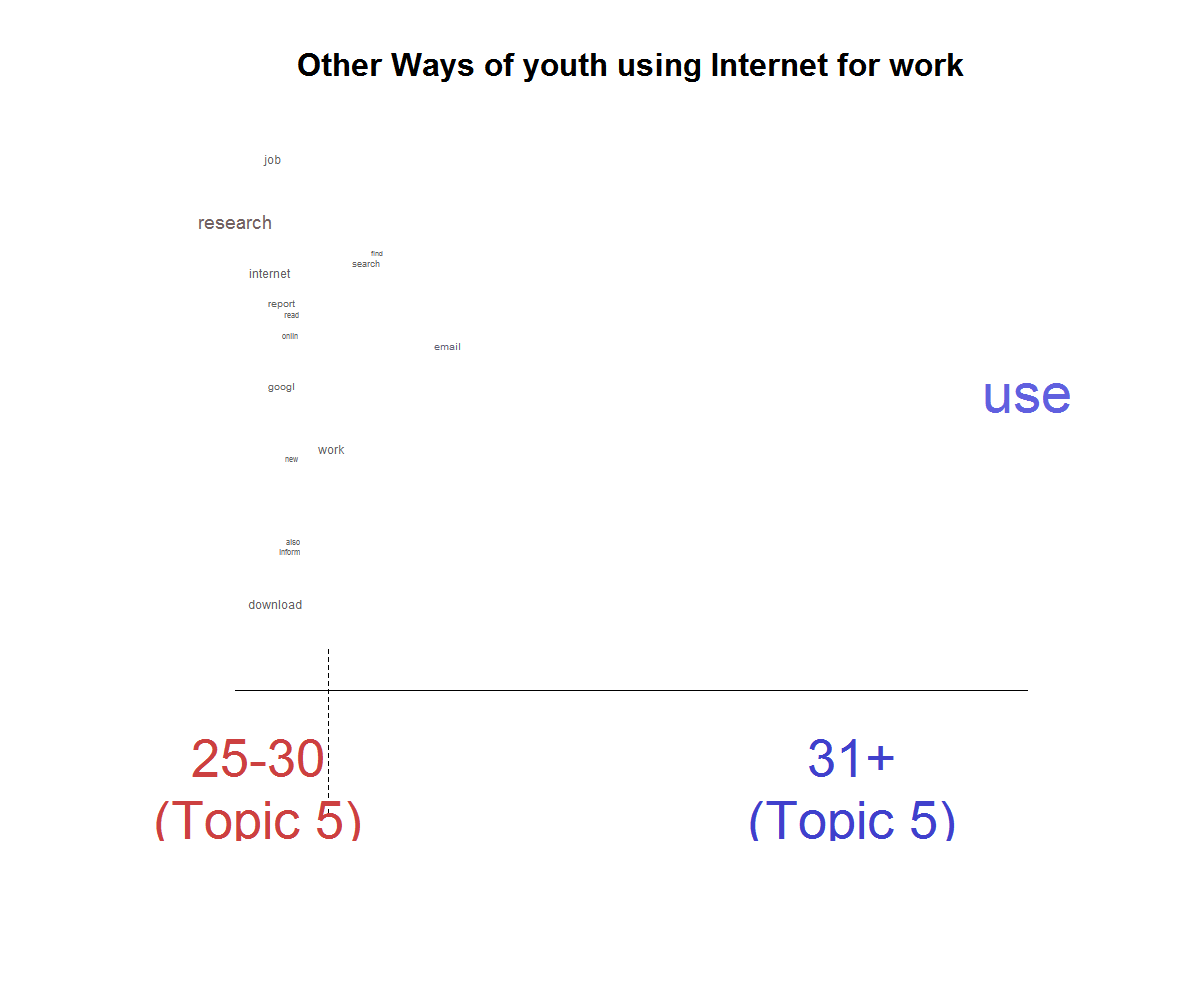 Other Ways of youth using Internet for work
job
research
find
search
internet
report
read
onlin
email
googl
use
work
new
also
inform
download
25-30
(Topic 5)
31+
(Topic 5)